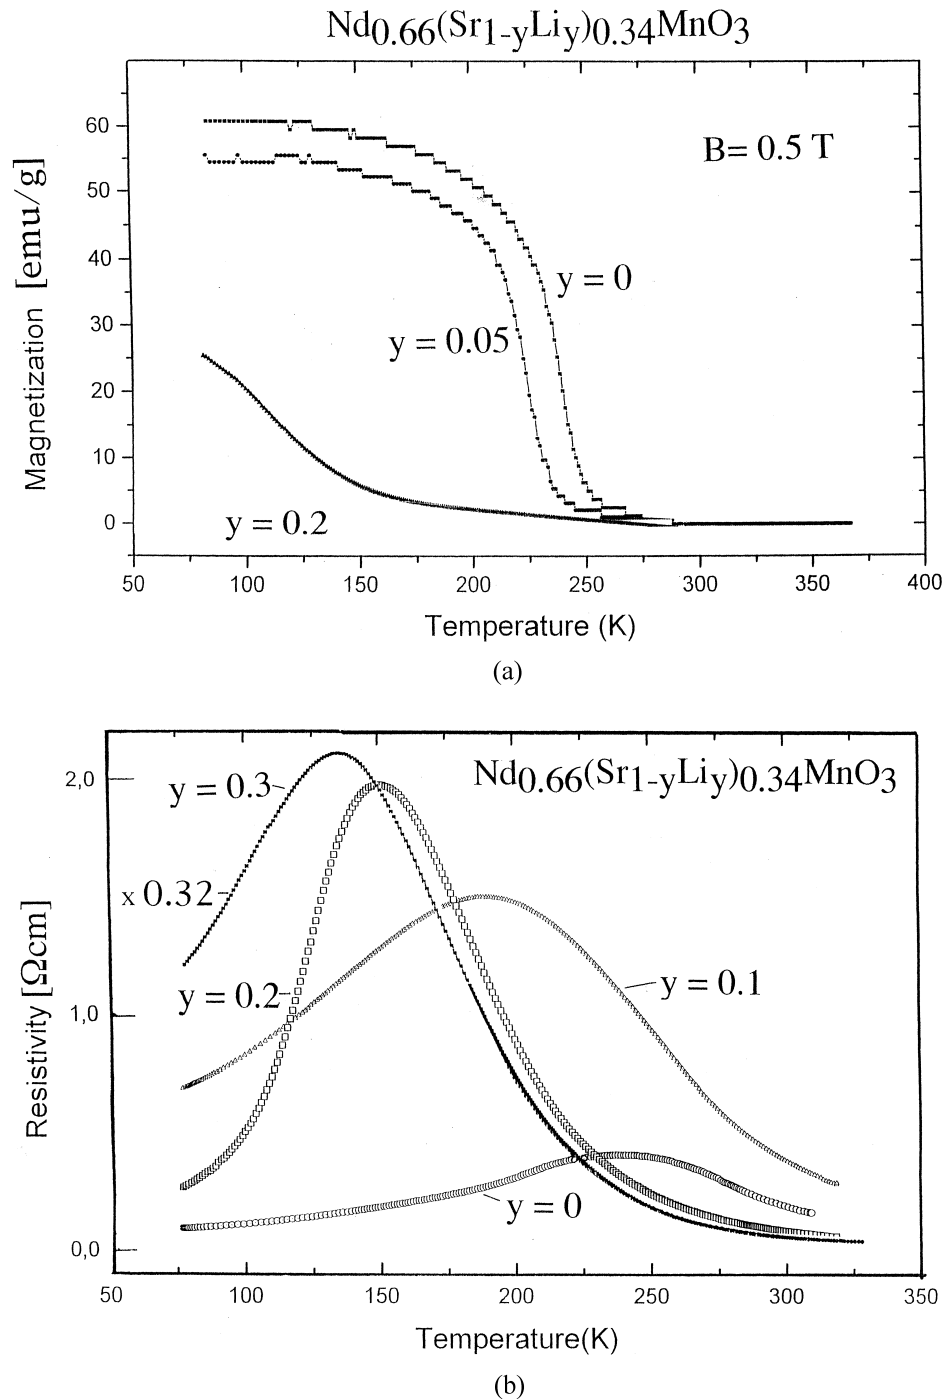 Nd0.66(Sr1-yLiy)0.34MnO3
B= 0.5 T
60
50
40
30
20
10
0
Magnetization [emu/g]
y = 0
y = 0.05
y = 0.2
50 100 150 200 250 300 350 400
Temperature (K)
(a)
Nd0.66(Sr1-yLiy)0.34MnO3
2,0
1,0
0,0
Resistivity [Ωcm]
y = 0.3
x 0.32
y = 0.2
y = 0.1
y = 0
50 100 150 200 250 300 350
Temperature(K)
(b)